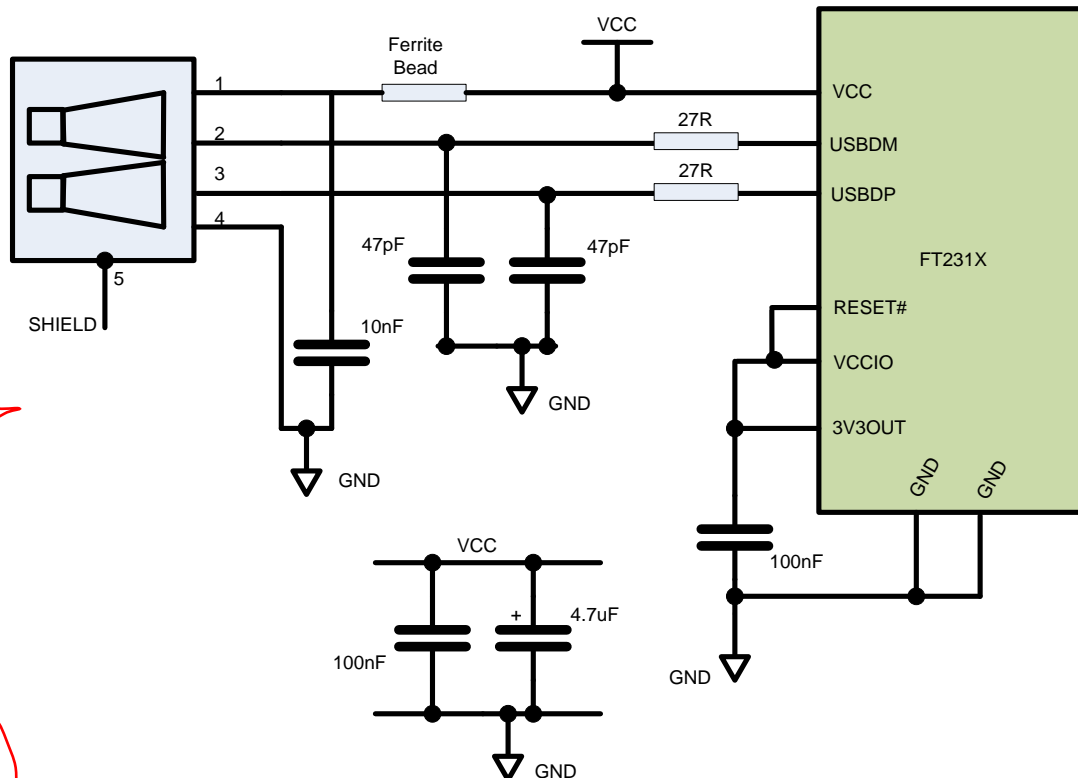 VCC
Ferrite
Bead
1
VCC
27R
2
USBDM
27R
3
USBDP
4
47pF
47pF
FT231X
5
SHIELD
10nF
RESET#
VCCIO
GND
3V3OUT
GND
GND
GND
VCC
100nF
+
4.7uF
100nF
GND
GND